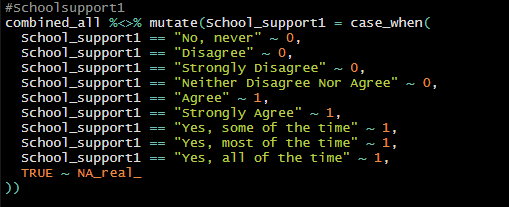 #Schoolsupport1
combined_all %<>% mutate(School_support1 = case_when(
  School_support1 == "No, never" ~ 0,
  School_support1 == "Disagree" ~ 0,
  School_support1 == "Strongly Disagree" ~ 0,
  School_support1 == "Neither Disagree Nor Agree" ~ 0,
  School_support1 == "Agree" ~ 1,
  School_support1 == "Strongly Agree" ~ 1,
  School_support1 == "Yes, some of the time" ~ 1,
  School_support1 == "Yes, most of the time" ~ 1,
  School_support1 == "Yes, all of the time" ~ 1,
  TRUE ~ NA_real_
))